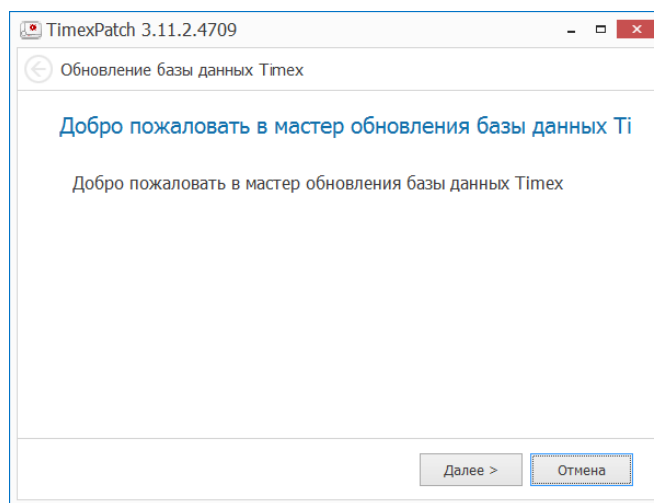 TimexPatch 3.11.2.4709
Обновление базы данных Timex
Добро пожаловать в мастер обновления базы данных Ti
Добро пожаловать в мастер обновления базы данных Timex
Далее >
Отмена